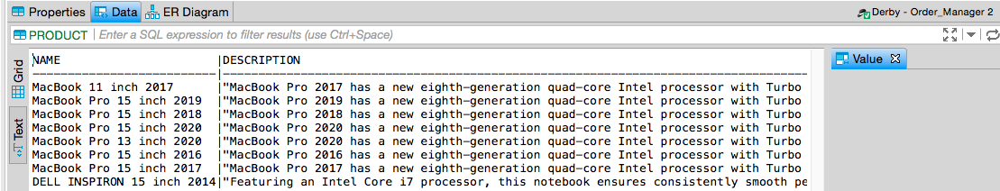 Properties Data ER Diagram Derby - Order_Manager 2
PRODUCT Enter a SQL expression to filter results (use Ctrl+Space)
Grid
Text
NAME |DESCRIPTION
MacBook 11 inch 2017 |"MacBook Pro 2017 has a new eighth-generation quad-core Intel processor with Turbo
MacBook Pro 15 inch 2019 |"MacBook Pro 2019 has a new eighth-generation quad-core Intel processor with Turbo
MacBook Pro 15 inch 2018 |"MacBook Pro 2018 has a new eighth-generation quad-core Intel processor with Turbo
MacBook Pro 15 inch 2020 |"MacBook Pro 2020 has a new eighth-generation quad-core Intel processor with Turbo
MacBook Pro 13 inch 2020 |"MacBook Pro 2020 has a new eighth-generation quad-core Intel processor with Turbo
MacBook Pro 15 inch 2016 |"MacBook Pro 2016 has a new eighth-generation quad-core Intel processor with Turbo
MacBook Pro 15 inch 2017 |"MacBook Pro 2017 has a new eighth-generation quad-core Intel processor with Turbo
DELL INSPIRON 15 inch 2014|"Featuring an Intel Core i7 processor, this notebook ensures consistently smooth pe
Value